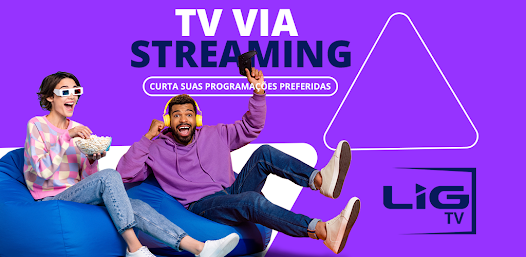 TV VIA
STREAMING
CURTA SUAS PROGRAMAÇÕES PREFERIDAS
LiG
TV